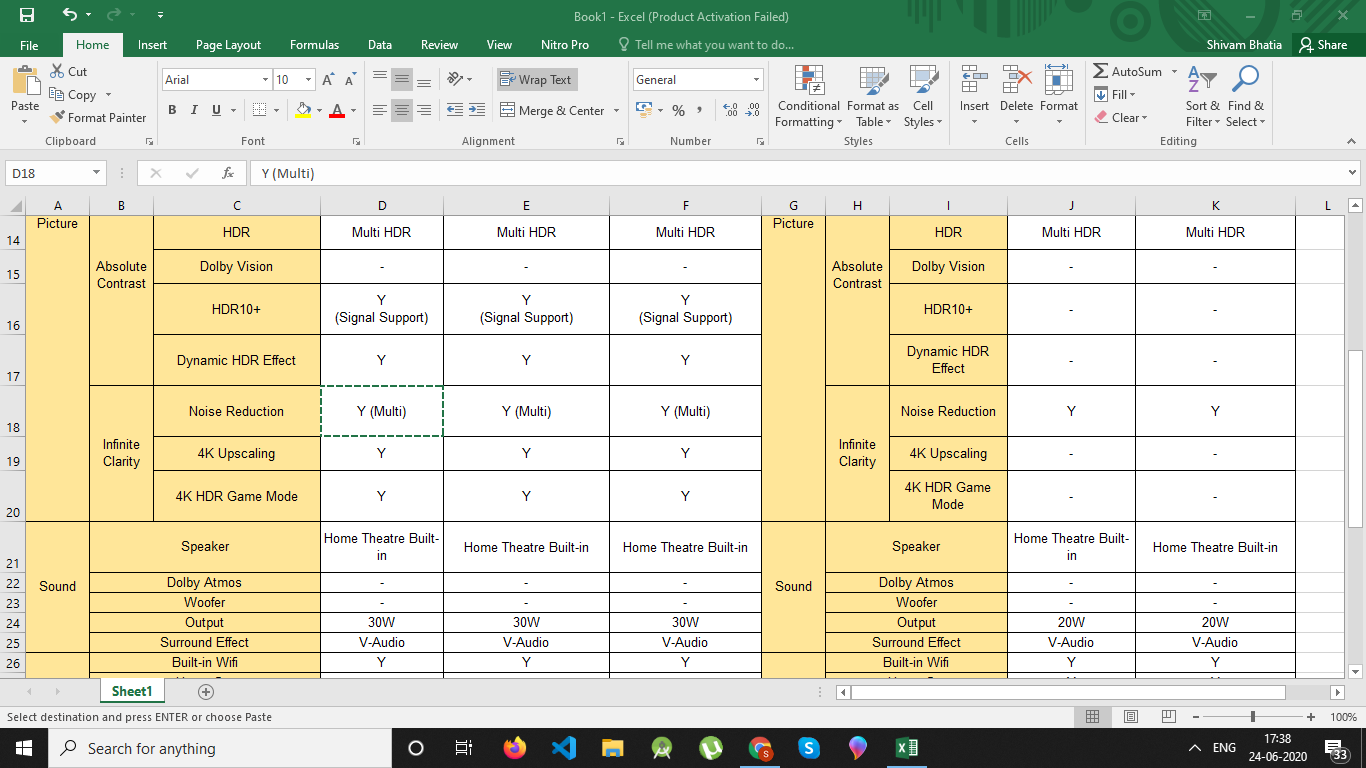 Book1 - Excel (Product Activation Failed)
File Home Insert Page Layout Formulas Data Review View Nitro Pro Tell me what you want to do... Shivam Bhatia Share
Paste
Cut
Copy
Format Painter
Clipboard
Arial 10
B I U
Font
Wrap Text
Merge & Center
Alignment
General
Number
Conditional Formatting
Format as Table
Cell Styles
Styles
Insert Delete Format
Cells
AutoSum
Fill
Clear
Sort & Filter
Find & Select
Editing
D18 fx Y (Multi)
A B C D E F G H I J K L
Picture Picture
14 HDR Multi HDR Multi HDR Multi HDR HDR Multi HDR Multi HDR
Absolute Contrast Absolute Contrast
15 Dolby Vision - - - Dolby Vision - -
16 HDR10+ Y (Signal Support) Y (Signal Support) Y (Signal Support) HDR10+ - -
17 Dynamic HDR Effect Y Y Y Dynamic HDR Effect - -
18 Noise Reduction Y (Multi) Y (Multi) Y (Multi) Noise Reduction Y Y
Infinite Clarity Infinite Clarity
19 4K Upscaling Y Y Y 4K Upscaling - -
20 4K HDR Game Mode Y Y Y 4K HDR Game Mode - -
21 Speaker Home Theatre Built-in Home Theatre Built-in Home Theatre Built-in Speaker Home Theatre Built-in Home Theatre Built-in
Sound Sound
22 Dolby Atmos - - - Dolby Atmos - -
23 Woofer - - - Woofer - -
24 Output 30W 30W 30W Output 20W 20W
25 Surround Effect V-Audio V-Audio V-Audio Surround Effect V-Audio V-Audio
26 Built-in Wifi Y Y Y Built-in Wifi Y Y
Sheet1
Select destination and press ENTER or choose Paste 100%
Search for anything
ENG
17:38
24-06-2020
33